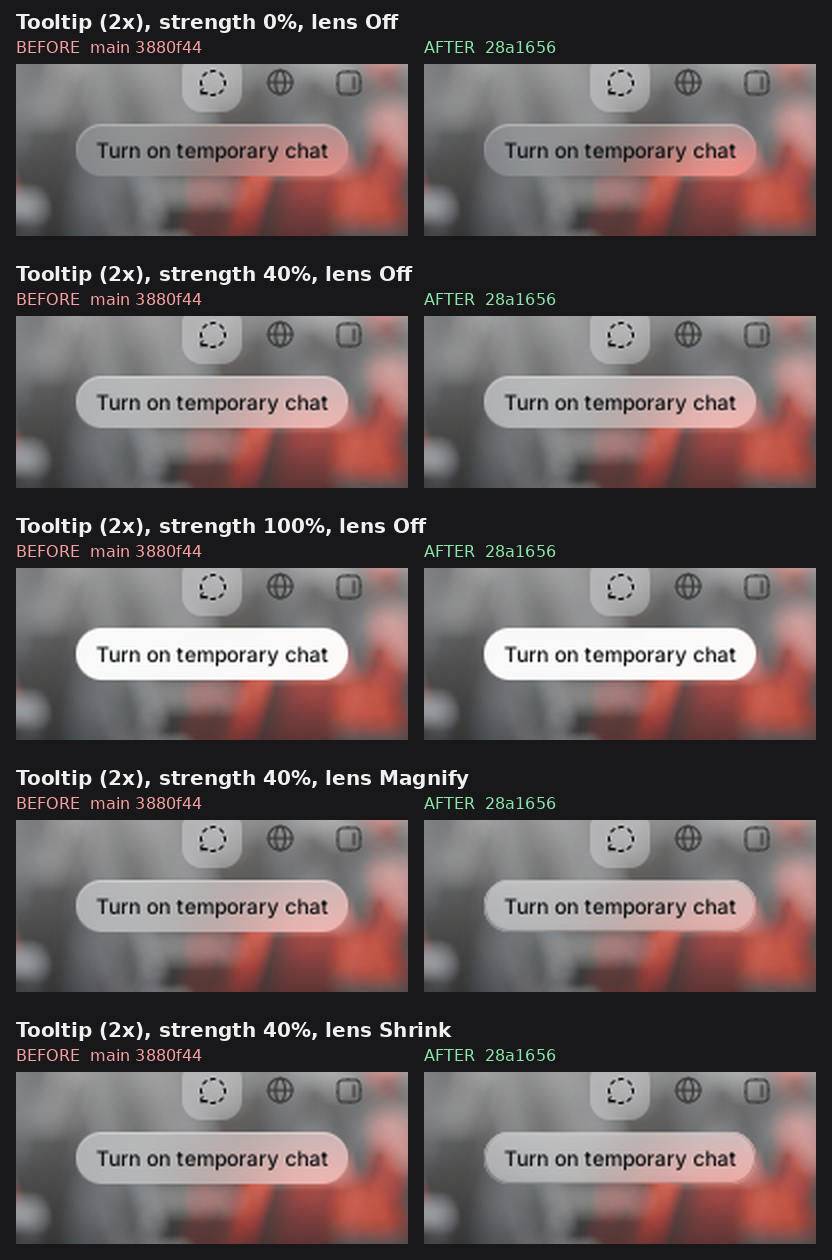 Tooltip (2x), strength 0%, lens Off
BEFORE main 3880f44
AFTER 28a1656
Turn on temporary chat
Turn on temporary chat
Tooltip (2x), strength 40%, lens Off
BEFORE main 3880f44
AFTER 28a1656
Turn on temporary chat
Turn on temporary chat
Tooltip (2x), strength 100%, lens Off
BEFORE main 3880f44
AFTER 28a1656
Turn on temporary chat
Turn on temporary chat
Tooltip (2x), strength 40%, lens Magnify
BEFORE main 3880f44
AFTER 28a1656
Turn on temporary chat
Turn on temporary chat
Tooltip (2x), strength 40%, lens Shrink
BEFORE main 3880f44
AFTER 28a1656
Turn on temporary chat
Turn on temporary chat